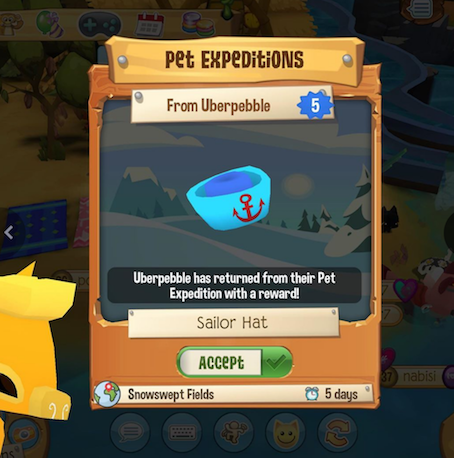 Pet Expeditions
From Uberpebble
5
Uberpebble has returned from their Pet
Expedition with a reward!
Sailor Hat
Accept
Snowswept Fields
5 days
37
nabisi